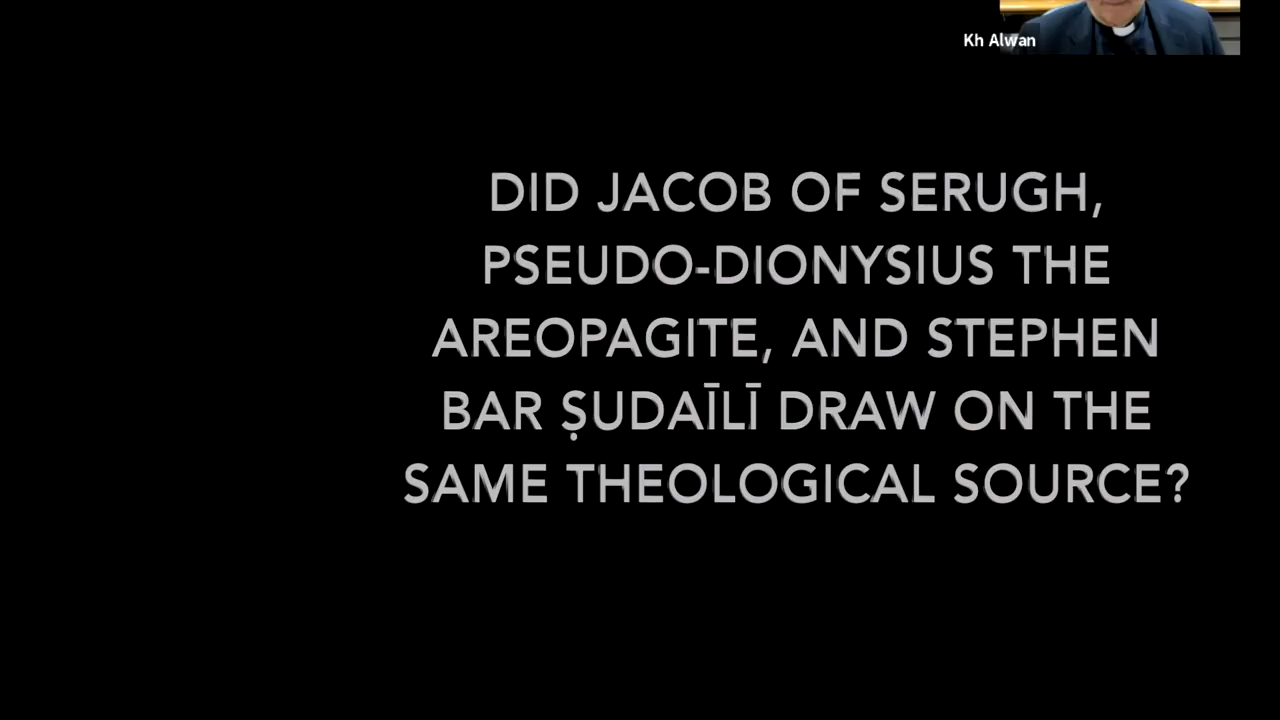 Kh Alwan
DID JACOB OF SERUGH,
PSEUDO-DIONYSIUS THE
AREOPAGITE, AND STEPHEN
BAR ṢUDAĪLĪ DRAW ON THE
SAME THEOLOGICAL SOURCE?